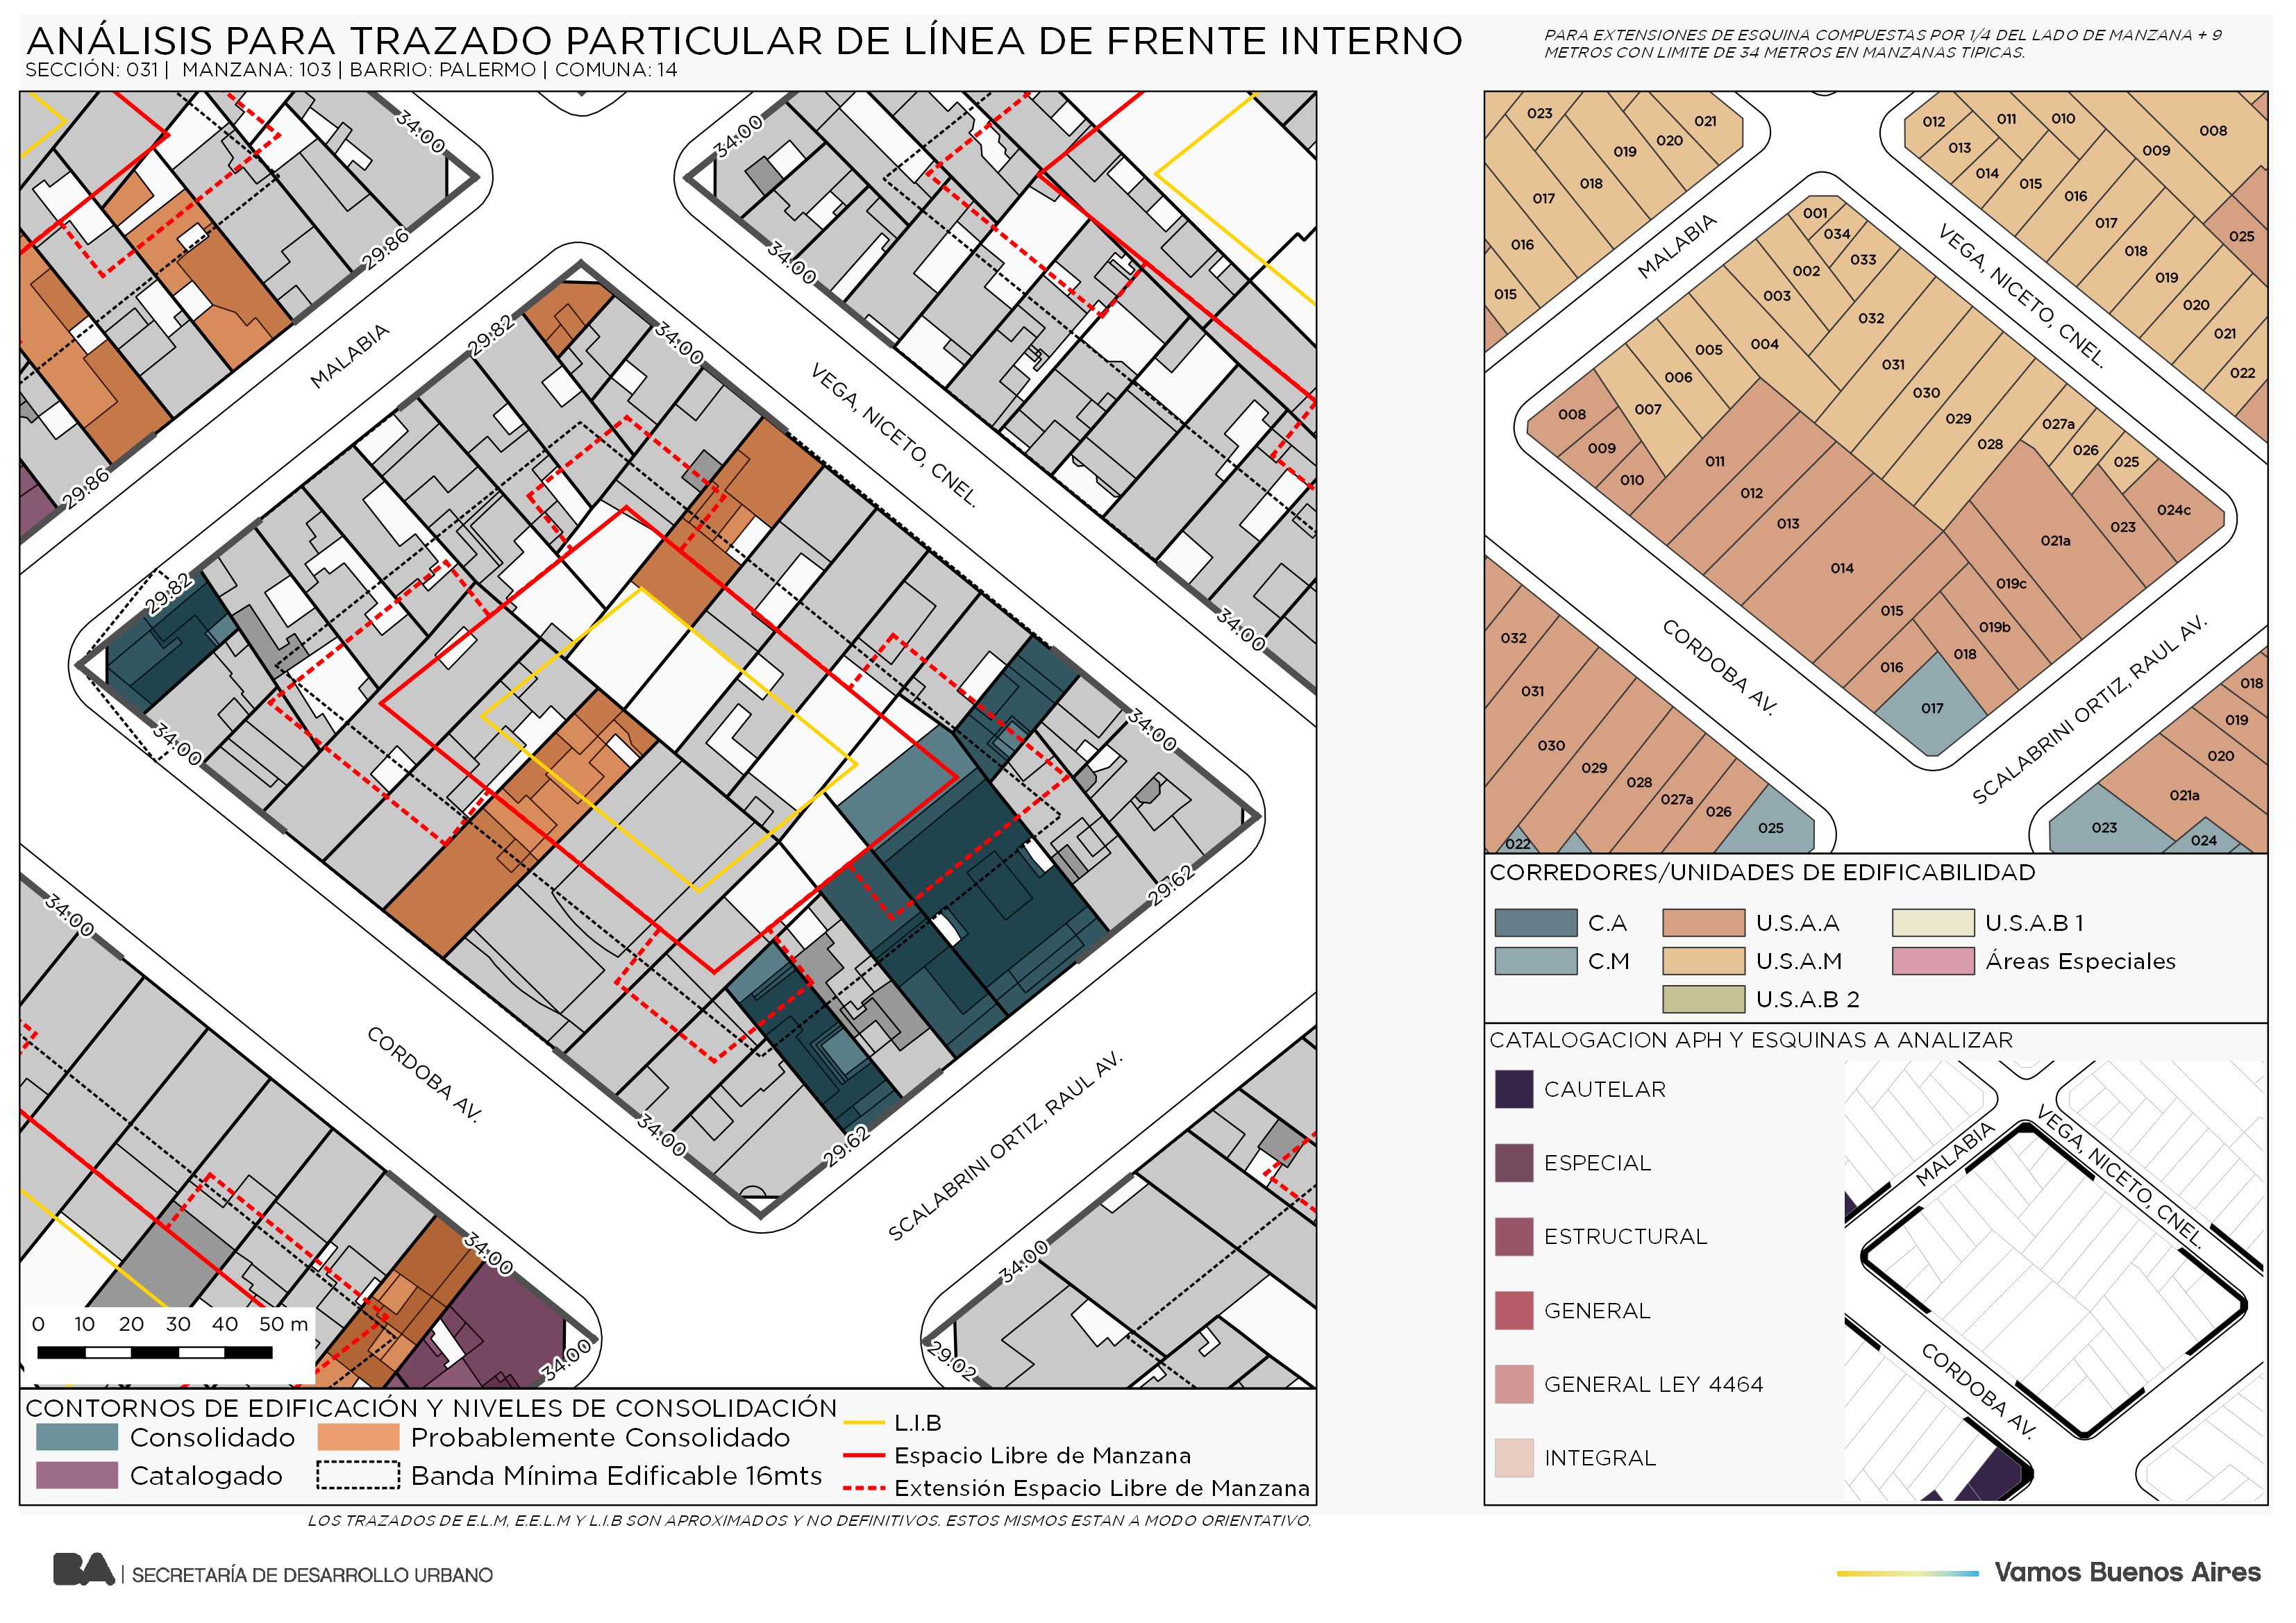 ANÁLISIS PARA TRAZADO PARTICULAR DE LÍNEA DE FRENTE INTERNO
SECCIÓN: 031 | MANZANA: 103 | BARRIO: PALERMO | COMUNA: 14
PARA EXTENSIONES DE ESQUINA COMPUESTAS POR 1/4 DEL LADO DE MANZANA + 9
METROS CON LIMITE DE 34 METROS EN MANZANAS TIPICAS.
34.00
34.00
29.86
34.00
29.82
34.00
MALABIA
VEGA, NICETO, CNEL.
29.86
29.82
34.00
34.00
34.00
29.62
34.00
CORDOBA AV.
34.00
29.62
SCALABRINI ORTIZ, RAUL AV.
34.00
34.00
34.00
29.02
0 10 20 30 40 50 m
CONTORNOS DE EDIFICACIÓN Y NIVELES DE CONSOLIDACIÓN
Consolidado
Probablemente Consolidado
Catalogado
Banda Mínima Edificable 16mts
L.I.B
Espacio Libre de Manzana
Extensión Espacio Libre de Manzana
LOS TRAZADOS DE E.L.M, E.E.L.M Y L.I.B SON APROXIMADOS Y NO DEFINITIVOS. ESTOS MISMOS ESTAN A MODO ORIENTATIVO.
023
021
020
019
018
017
016
015
012
011
010
008
013
009
014
015
016
017
025
018
019
020
021
022
MALABIA
VEGA, NICETO, CNEL.
001
034
033
002
003
032
004
005
031
006
030
007
029
008
028
027a
026
025
009
011
010
012
024c
013
023
021a
014
019c
015
019b
018
016
017
CORDOBA AV.
SCALABRINI ORTIZ, RAUL AV.
032
031
030
029
028
027a
026
025
022
018
019
020
021a
023
024
CORREDORES/UNIDADES DE EDIFICABILIDAD
C.A
U.S.A.A
U.S.A.B 1
C.M
U.S.A.M
Áreas Especiales
U.S.A.B 2
CATALOGACION APH Y ESQUINAS A ANALIZAR
CAUTELAR
ESPECIAL
ESTRUCTURAL
GENERAL
GENERAL LEY 4464
INTEGRAL
MALABIA
VEGA, NICETO, CNEL.
CORDOBA AV.
BA | SECRETARÍA DE DESARROLLO URBANO
Vamos Buenos Aires